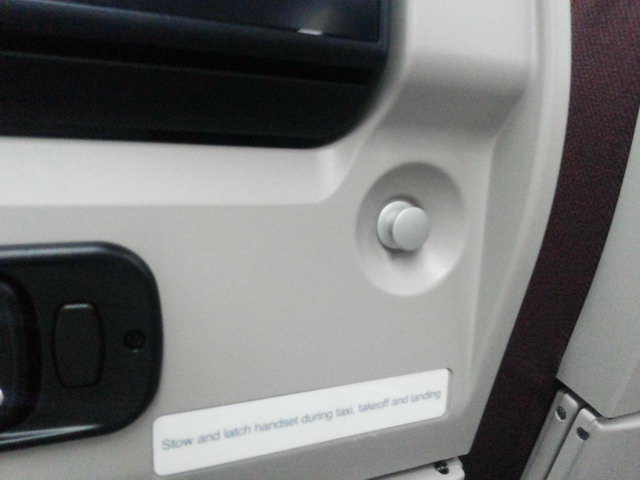 Stow and latch handset during taxi, takeoff and landing